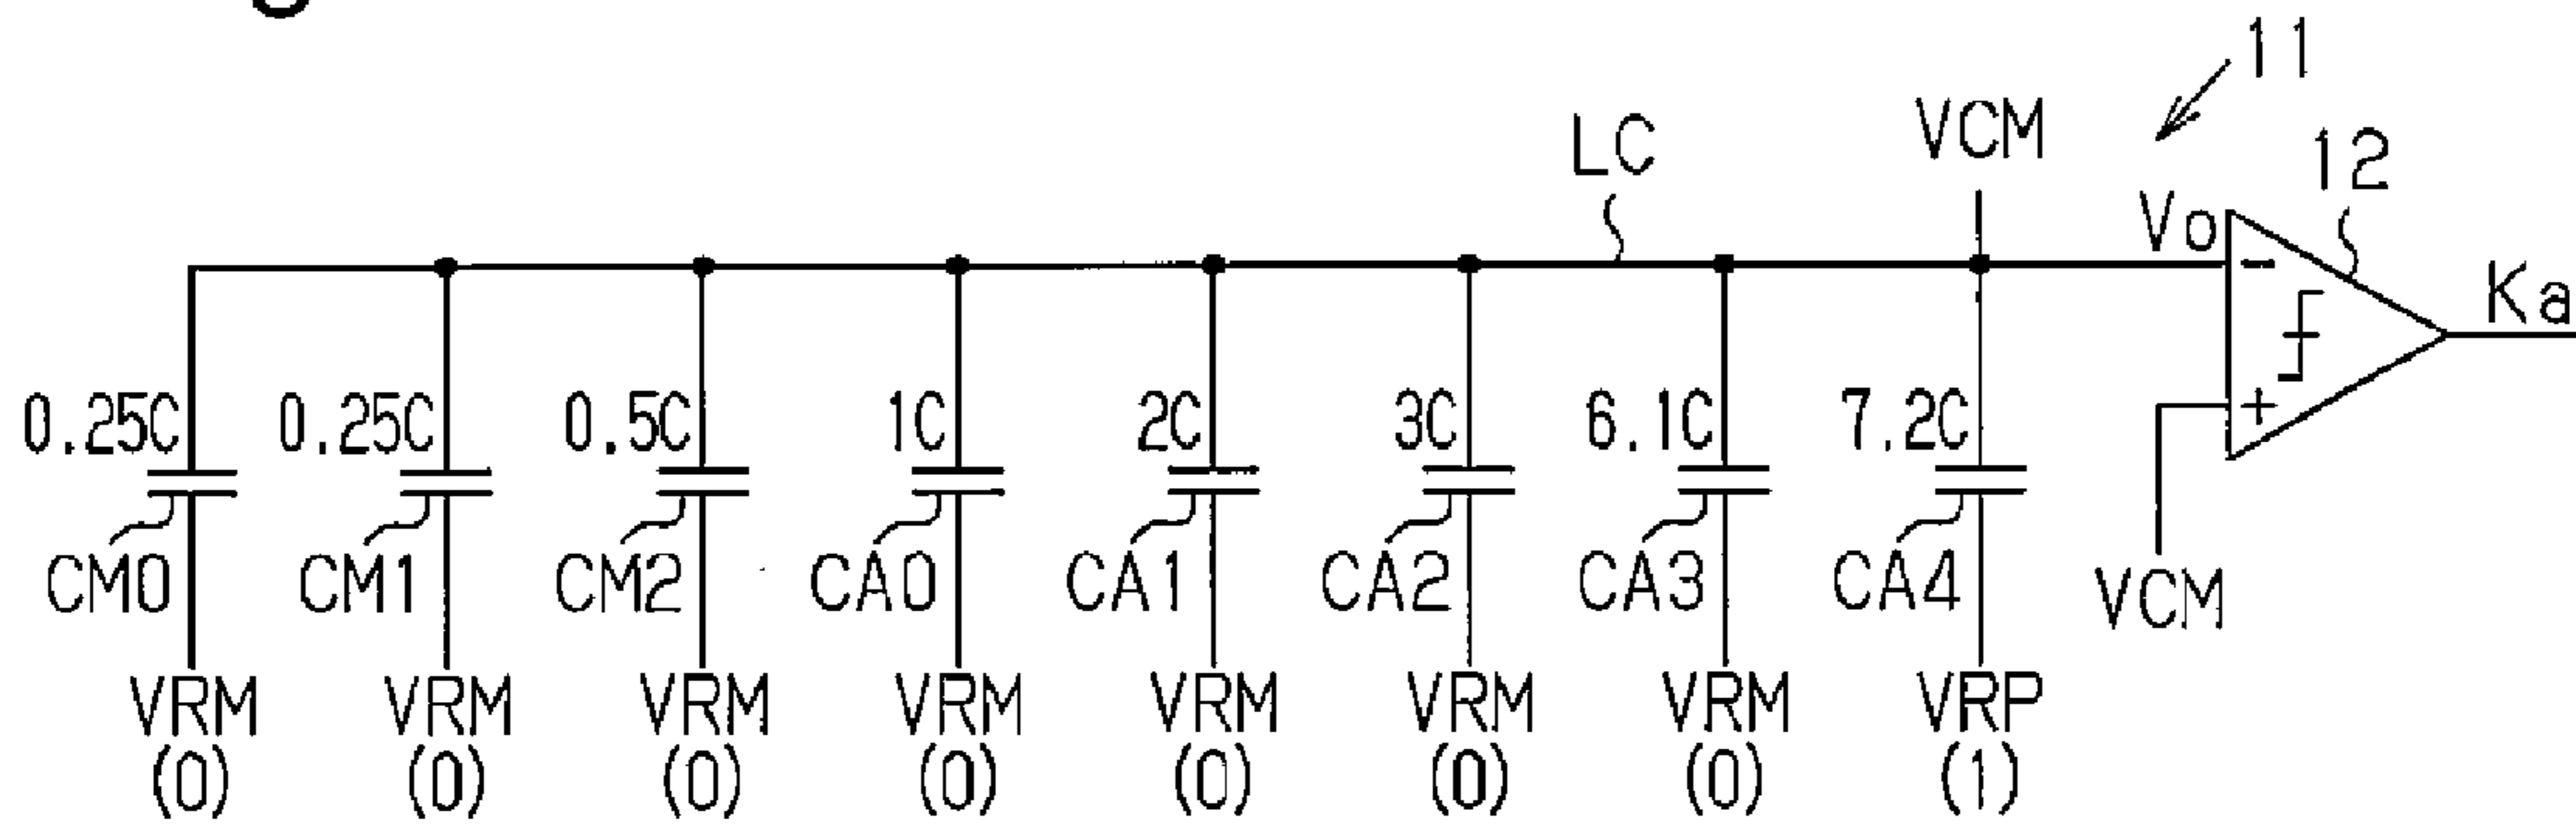 11
LC
VCM
12
Vo
Ka
-
+
0.25C
0.25C
0.5C
1C
2C
3C
6.1C
7.2C
CM0
CM1
CM2
CA0
CA1
CA2
CA3
CA4
VCM
VRM
VRM
VRM
VRM
VRM
VRM
VRM
VRP
(0)
(0)
(0)
(0)
(0)
(0)
(0)
(1)